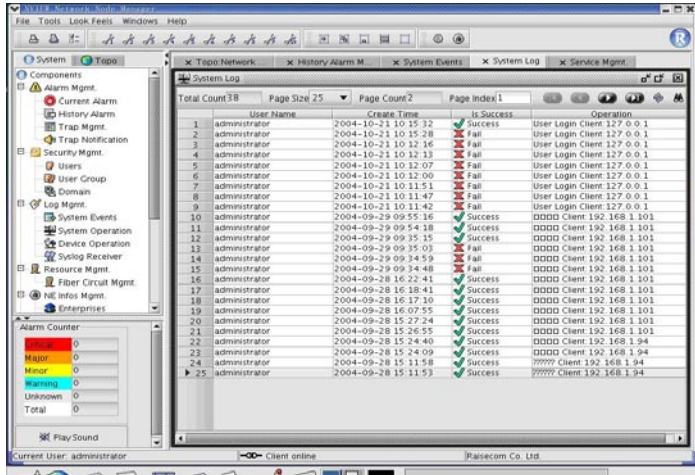 NVIEW Network Node Manager
File Tools Look Feels Windows Help
System Topo
Topo:Network... History Alarm M... System Events System Log Service Mgmt.
Components
Alarm Mgmt.
Current Alarm
History Alarm
Trap Mgmt.
Trap Notification
Security Mgmt.
Users
User Group
Domain
Log Mgmt.
System Events
System Operation
Device Operation
Syslog Receiver
Resource Mgmt.
Fiber Circuit Mgmt.
NE Infos Mgmt.
Enterprises
Alarm Counter
Critical 0
Major 0
Minor 0
Warning 0
Unknown 0
Total 0
Play Sound
System Log
Total Count 38 Page Size 25 Page Count 2 Page Index 1
User Name Create Time Is Success Operation
1 administrator 2004-10-21 10:15:32 Success User Login Client:127.0.0.1
2 administrator 2004-10-21 10:15:28 Fail User Login Client:127.0.0.1
3 administrator 2004-10-21 10:12:16 Fail User Login Client:127.0.0.1
4 administrator 2004-10-21 10:12:13 Fail User Login Client:127.0.0.1
5 administrator 2004-10-21 10:12:07 Fail User Login Client:127.0.0.1
6 administrator 2004-10-21 10:12:00 Fail User Login Client:127.0.0.1
7 administrator 2004-10-21 10:11:51 Fail User Login Client:127.0.0.1
8 administrator 2004-10-21 10:11:47 Fail User Login Client:127.0.0.1
9 administrator 2004-10-21 10:11:42 Fail User Login Client:127.0.0.1
10 administrator 2004-09-29 09:55:16 Success □□□□ Client:192.168.1.101
11 administrator 2004-09-29 09:54:18 Success □□□□ Client:192.168.1.101
12 administrator 2004-09-29 09:35:15 Success □□□□ Client:192.168.1.101
13 administrator 2004-09-29 09:35:03 Fail □□□□ Client:192.168.1.101
14 administrator 2004-09-29 09:34:59 Fail □□□□ Client:192.168.1.101
15 administrator 2004-09-29 09:34:48 Fail □□□□ Client:192.168.1.101
16 administrator 2004-09-28 16:22:41 Success □□□□ Client:192.168.1.101
17 administrator 2004-09-28 16:18:41 Success □□□□ Client:192.168.1.101
18 administrator 2004-09-28 16:17:10 Success □□□□ Client:192.168.1.101
19 administrator 2004-09-28 16:07:55 Success □□□□ Client:192.168.1.101
20 administrator 2004-09-28 15:27:24 Success □□□□ Client:192.168.1.101
21 administrator 2004-09-28 15:26:55 Success □□□□ Client:192.168.1.101
22 administrator 2004-09-28 15:24:40 Success □□□□ Client:192.168.1.94
23 administrator 2004-09-28 15:24:09 Success □□□□ Client:192.168.1.94
24 administrator 2004-09-28 15:11:58 Success ?????? Client:192.168.1.94
25 administrator 2004-09-28 15:11:53 Success ?????? Client:192.168.1.94
Current User: administrator Client online Raisecom Co. Ltd.